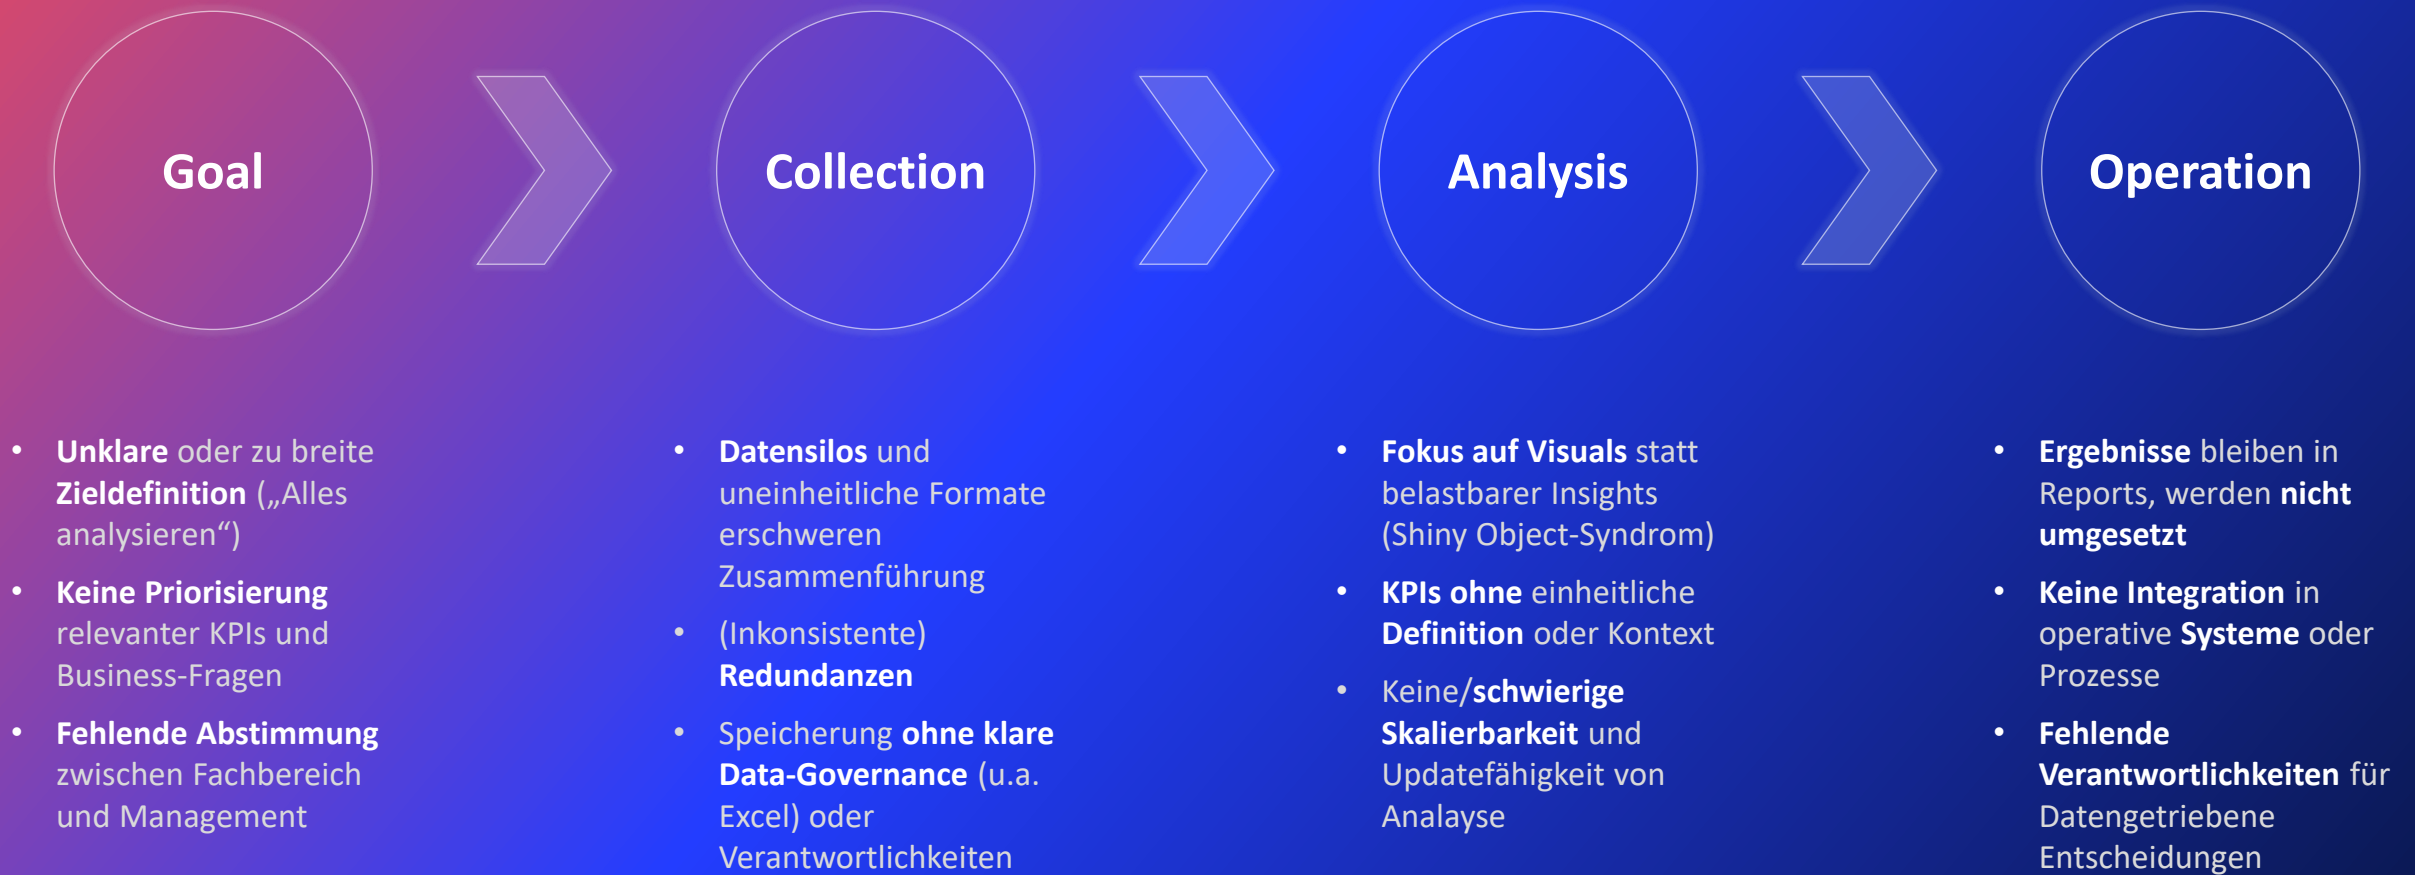 Goal
Collection
Analysis
Operation
• Unklare oder zu breite
Zieldefinition („Alles
analysieren“)
• Keine Priorisierung
relevanter KPIs und
Business-Fragen
• Fehlende Abstimmung
zwischen Fachbereich
und Management
• Datensilos und
uneinheitliche Formate
erschweren
Zusammenführung
• (Inkonsistente)
Redundanzen
• Speicherung ohne klare
Data-Governance (u.a.
Excel) oder
Verantwortlichkeiten
• Fokus auf Visuals statt
belastbarer Insights
(Shiny Object-Syndrom)
• KPIs ohne einheitliche
Definition oder Kontext
• Keine/schwierige
Skalierbarkeit und
Updatefähigkeit von
Analayse
• Ergebnisse bleiben in
Reports, werden nicht
umgesetzt
• Keine Integration in
operative Systeme oder
Prozesse
• Fehlende
Verantwortlichkeiten für
Datengetriebene
Entscheidungen